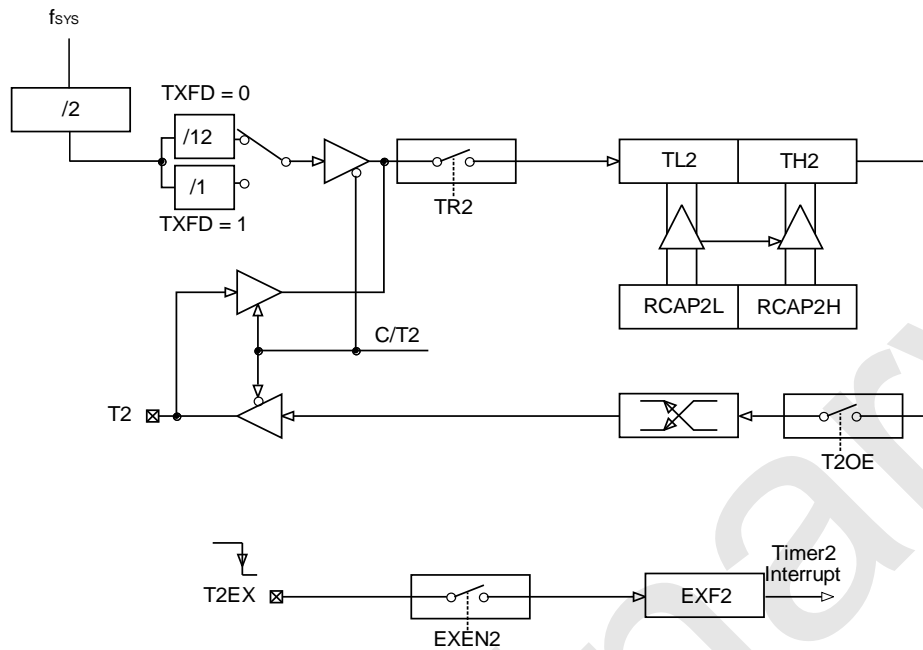 fSYS
/2
TXFD = 0
/12
/1
TXFD = 1
TR2
TL2
TH2
RCAP2L
RCAP2H
C/T2
T2
T2OE
T2EX
EXEN2
EXF2
Timer2
Interrupt